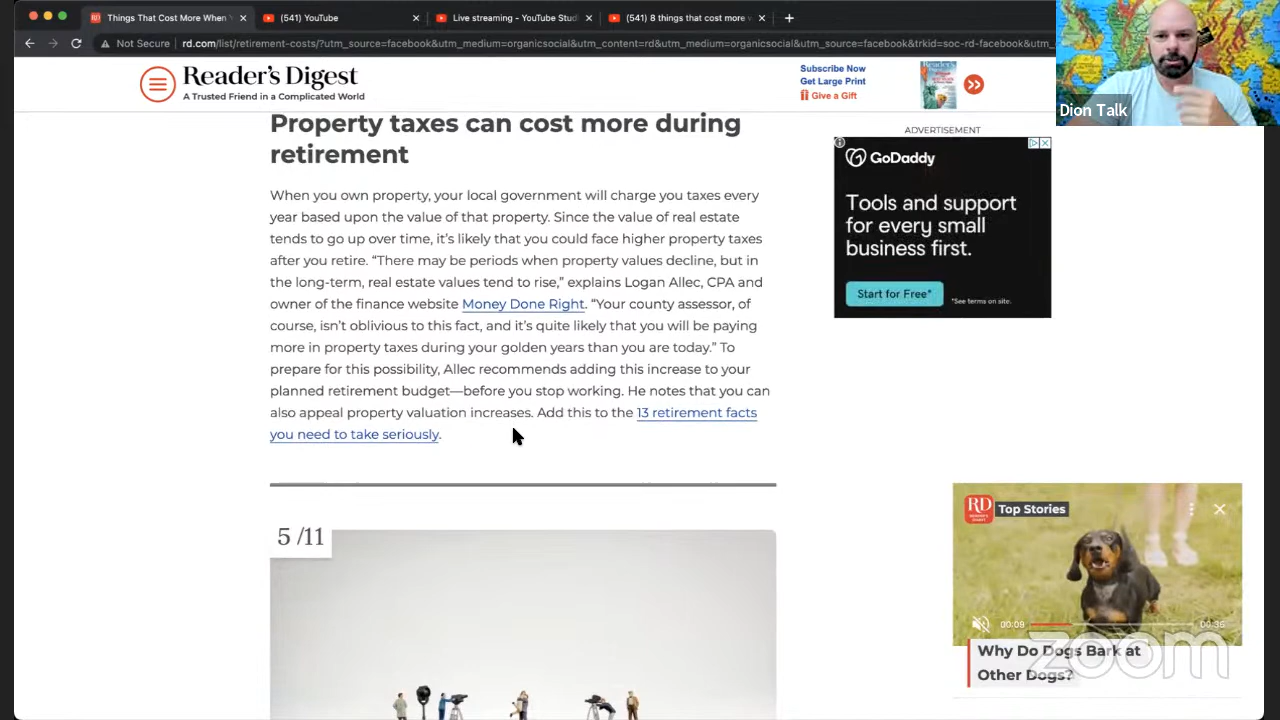 Things That Cost More When Y
(541) YouTube
Live streaming - YouTube Stud
(541) 8 things that cost more w
Not Secure
rd.com/list/retirement-costs/?utm_source=facebook&utm_medium=organicsocial&utm_content=rd&utm_medium=organicsocial&utm_source=facebook&trkid=soc-rd-facebook&utm_
Reader's Digest
A Trusted Friend in a Complicated World
Subscribe Now
Get Large Print
Give a Gift
Dion Talk
Property taxes can cost more during
retirement
When you own property, your local government will charge you taxes every
year based upon the value of that property. Since the value of real estate
tends to go up over time, it's likely that you could face higher property taxes
after you retire. “There may be periods when property values decline, but in
the long-term, real estate values tend to rise,” explains Logan Allec, CPA and
owner of the finance website Money Done Right. “Your county assessor, of
course, isn't oblivious to this fact, and it's quite likely that you will be paying
more in property taxes during your golden years than you are today.” To
prepare for this possibility, Allec recommends adding this increase to your
planned retirement budget—before you stop working. He notes that you can
also appeal property valuation increases. Add this to the 13 retirement facts
you need to take seriously.
5 /11
ADVERTISEMENT
GoDaddy
Tools and support
for every small
business first.
Start for Free*
*See terms on site.
RD
Top Stories
00:09
00:36
Why Do Dogs Bark at
Other Dogs?
zoom